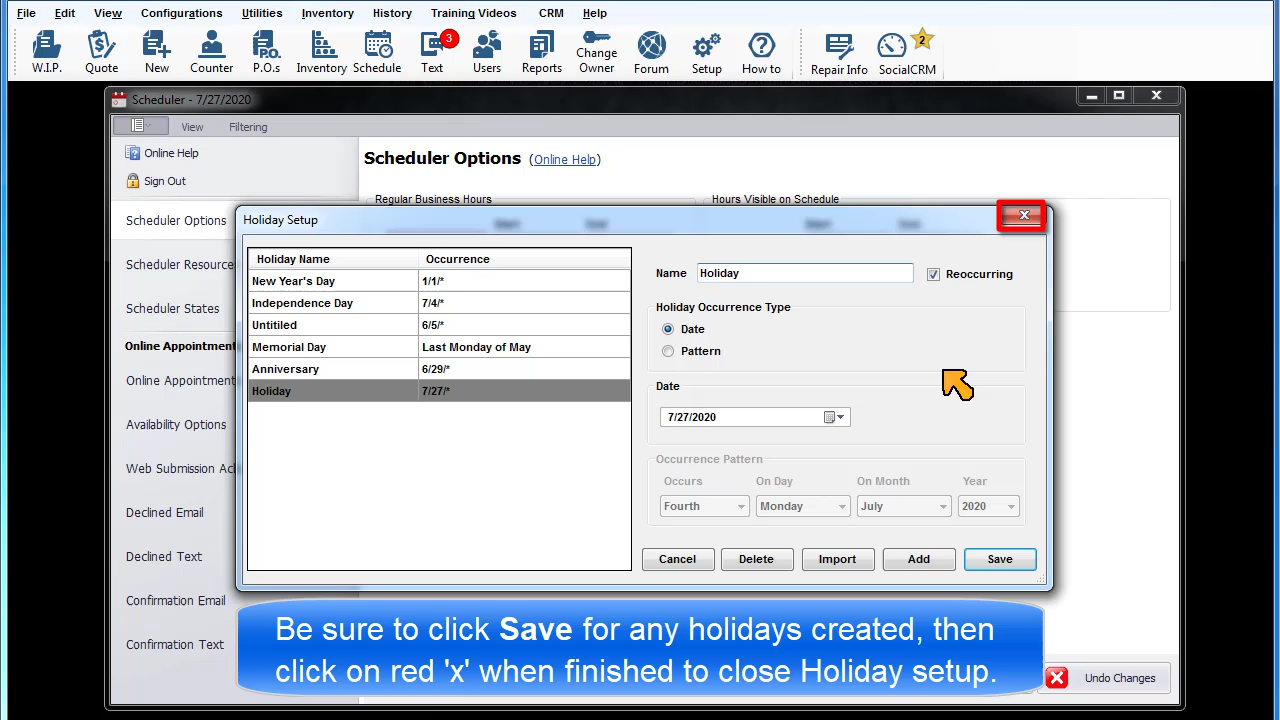 File Edit View Configurations Utilities Inventory History Training Videos CRM Help
W.I.P. Quote New Counter P.O.s Inventory Schedule Text 3 Users Reports Change Owner Forum Setup How to Repair Info SocialCRM 2
Scheduler - 7/27/2020
View Filtering
Online Help
Sign Out
Scheduler Options
Scheduler Resourc
Scheduler States
Online Appointment
Online Appointment
Availability Options
Web Submission Ack
Declined Email
Declined Text
Confirmation Email
Confirmation Text
Scheduler Options (Online Help)
Regular Business Hours Hours Visible on Schedule
Start End Start End
Holiday Setup X
Holiday Name Occurrence
New Year's Day 1/1/*
Independence Day 7/4/*
Untitiled 6/5/*
Memorial Day Last Monday of May
Anniversary 6/29/*
Holiday 7/27/*
Name Holiday Reoccurring
Holiday Occurrence Type
Date
Pattern
Date
7/27/2020
Occurrence Pattern
Occurs On Day On Month Year
Fourth Monday July 2020
Cancel Delete Import Add Save
Be sure to click Save for any holidays created, then
click on red 'x' when finished to close Holiday setup.
Undo Changes